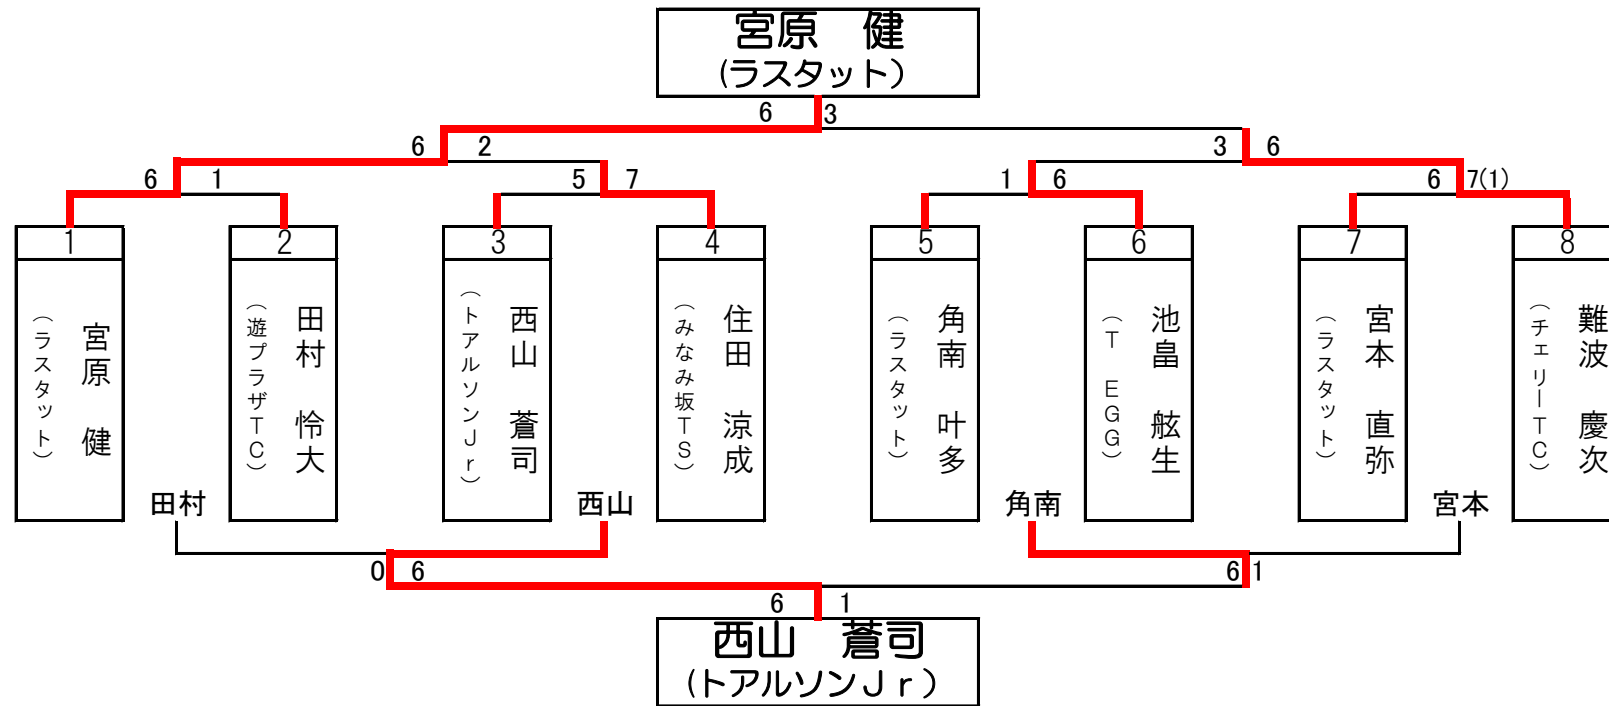 宮原 健
(ラスタット)
6 3
6 2 3 6
6 1 5 7 1 6 6 7(1)
1 2 3 4 5 6 7 8
宮原 健
(ラスタット)
田村 怜大
(遊プラザTC)
西山 蒼司
(トアルソンJr)
住田 涼成
(みなみ坂TS)
角南 叶多
(ラスタット)
池畠 舷生
(T EGG)
宮本 直弥
(ラスタット)
難波 慶次
(チェリーTC)
田村 西山 角南 宮本
0 6 6 1
6 1
西山 蒼司
(トアルソンJr)